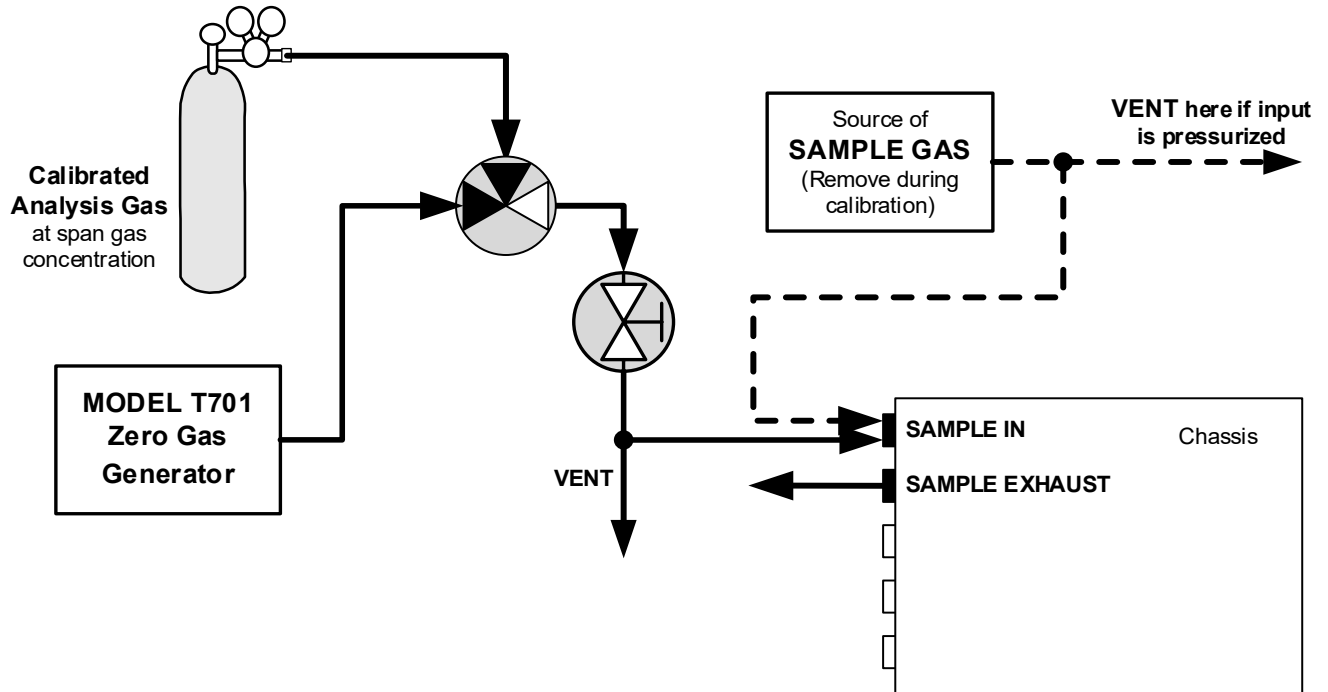 Calibrated
Analysis Gas
at span gas
concentration
MODEL T701
Zero Gas
Generator
VENT
Source of
SAMPLE GAS
(Remove during
calibration)
VENT here if input
is pressurized
SAMPLE IN
Chassis
SAMPLE EXHAUST